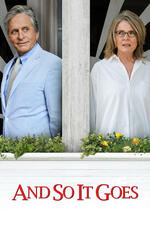 AND SO IT GOES